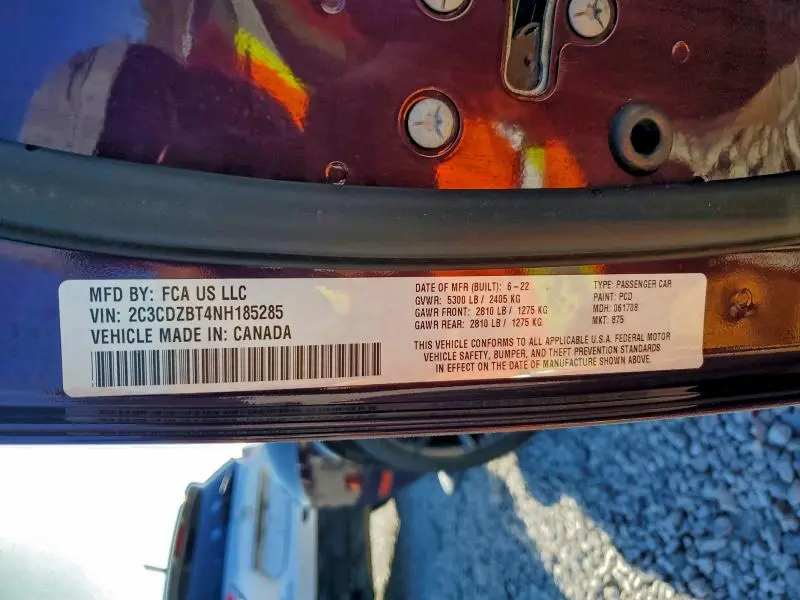 MFD BY: FCA US LLC
VIN: 2C3CDZBT4NH185285
VEHICLE MADE IN: CANADA
DATE OF MFR (BUILT): 6-22
GVWR: 5300 LB / 2405 KG
GAWR FRONT: 2810 LB / 1275 KG
GAWR REAR: 2810 LB / 1275 KG
TYPE: PASSENGER CAR
PAINT: PCD
MDH: 061708
MKT: 875
THIS VEHICLE CONFORMS TO ALL APPLICABLE U.S.A. FEDERAL MOTOR
VEHICLE SAFETY, BUMPER, AND THEFT PREVENTION STANDARDS
IN EFFECT ON THE DATE OF MANUFACTURE SHOWN ABOVE.